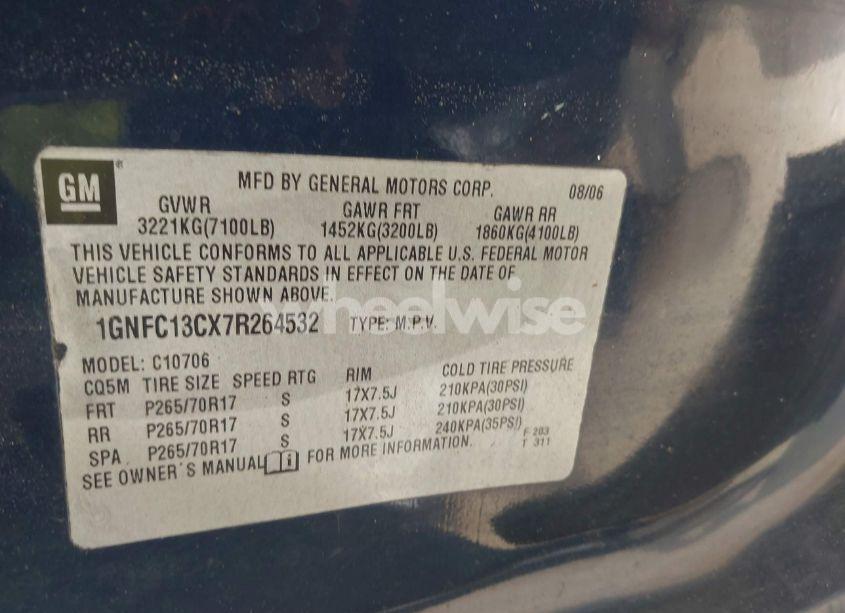 GM
MFD BY GENERAL MOTORS CORP. 08/06
GVWR GAWR FRT GAWR RR
3221KG(7100LB) 1452KG(3200LB) 1860KG(4100LB)
THIS VEHICLE CONFORMS TO ALL APPLICABLE U.S. FEDERAL MOTOR
VEHICLE SAFETY STANDARDS IN EFFECT ON THE DATE OF
MANUFACTURE SHOWN ABOVE.
wheelwise
1GNFC13CX7R264532 TYPE: M.P.V.
MODEL: C10706
CQ5M TIRE SIZE SPEED RTG RIM COLD TIRE PRESSURE
FRT P265/70R17 S 17X7.5J 210KPA(30PSI)
RR P265/70R17 S 17X7.5J 210KPA(30PSI)
SPA P265/70R17 S 17X7.5J 240KPA(35PSI)
SEE OWNER'S MANUAL FOR MORE INFORMATION.
F 203
T 311